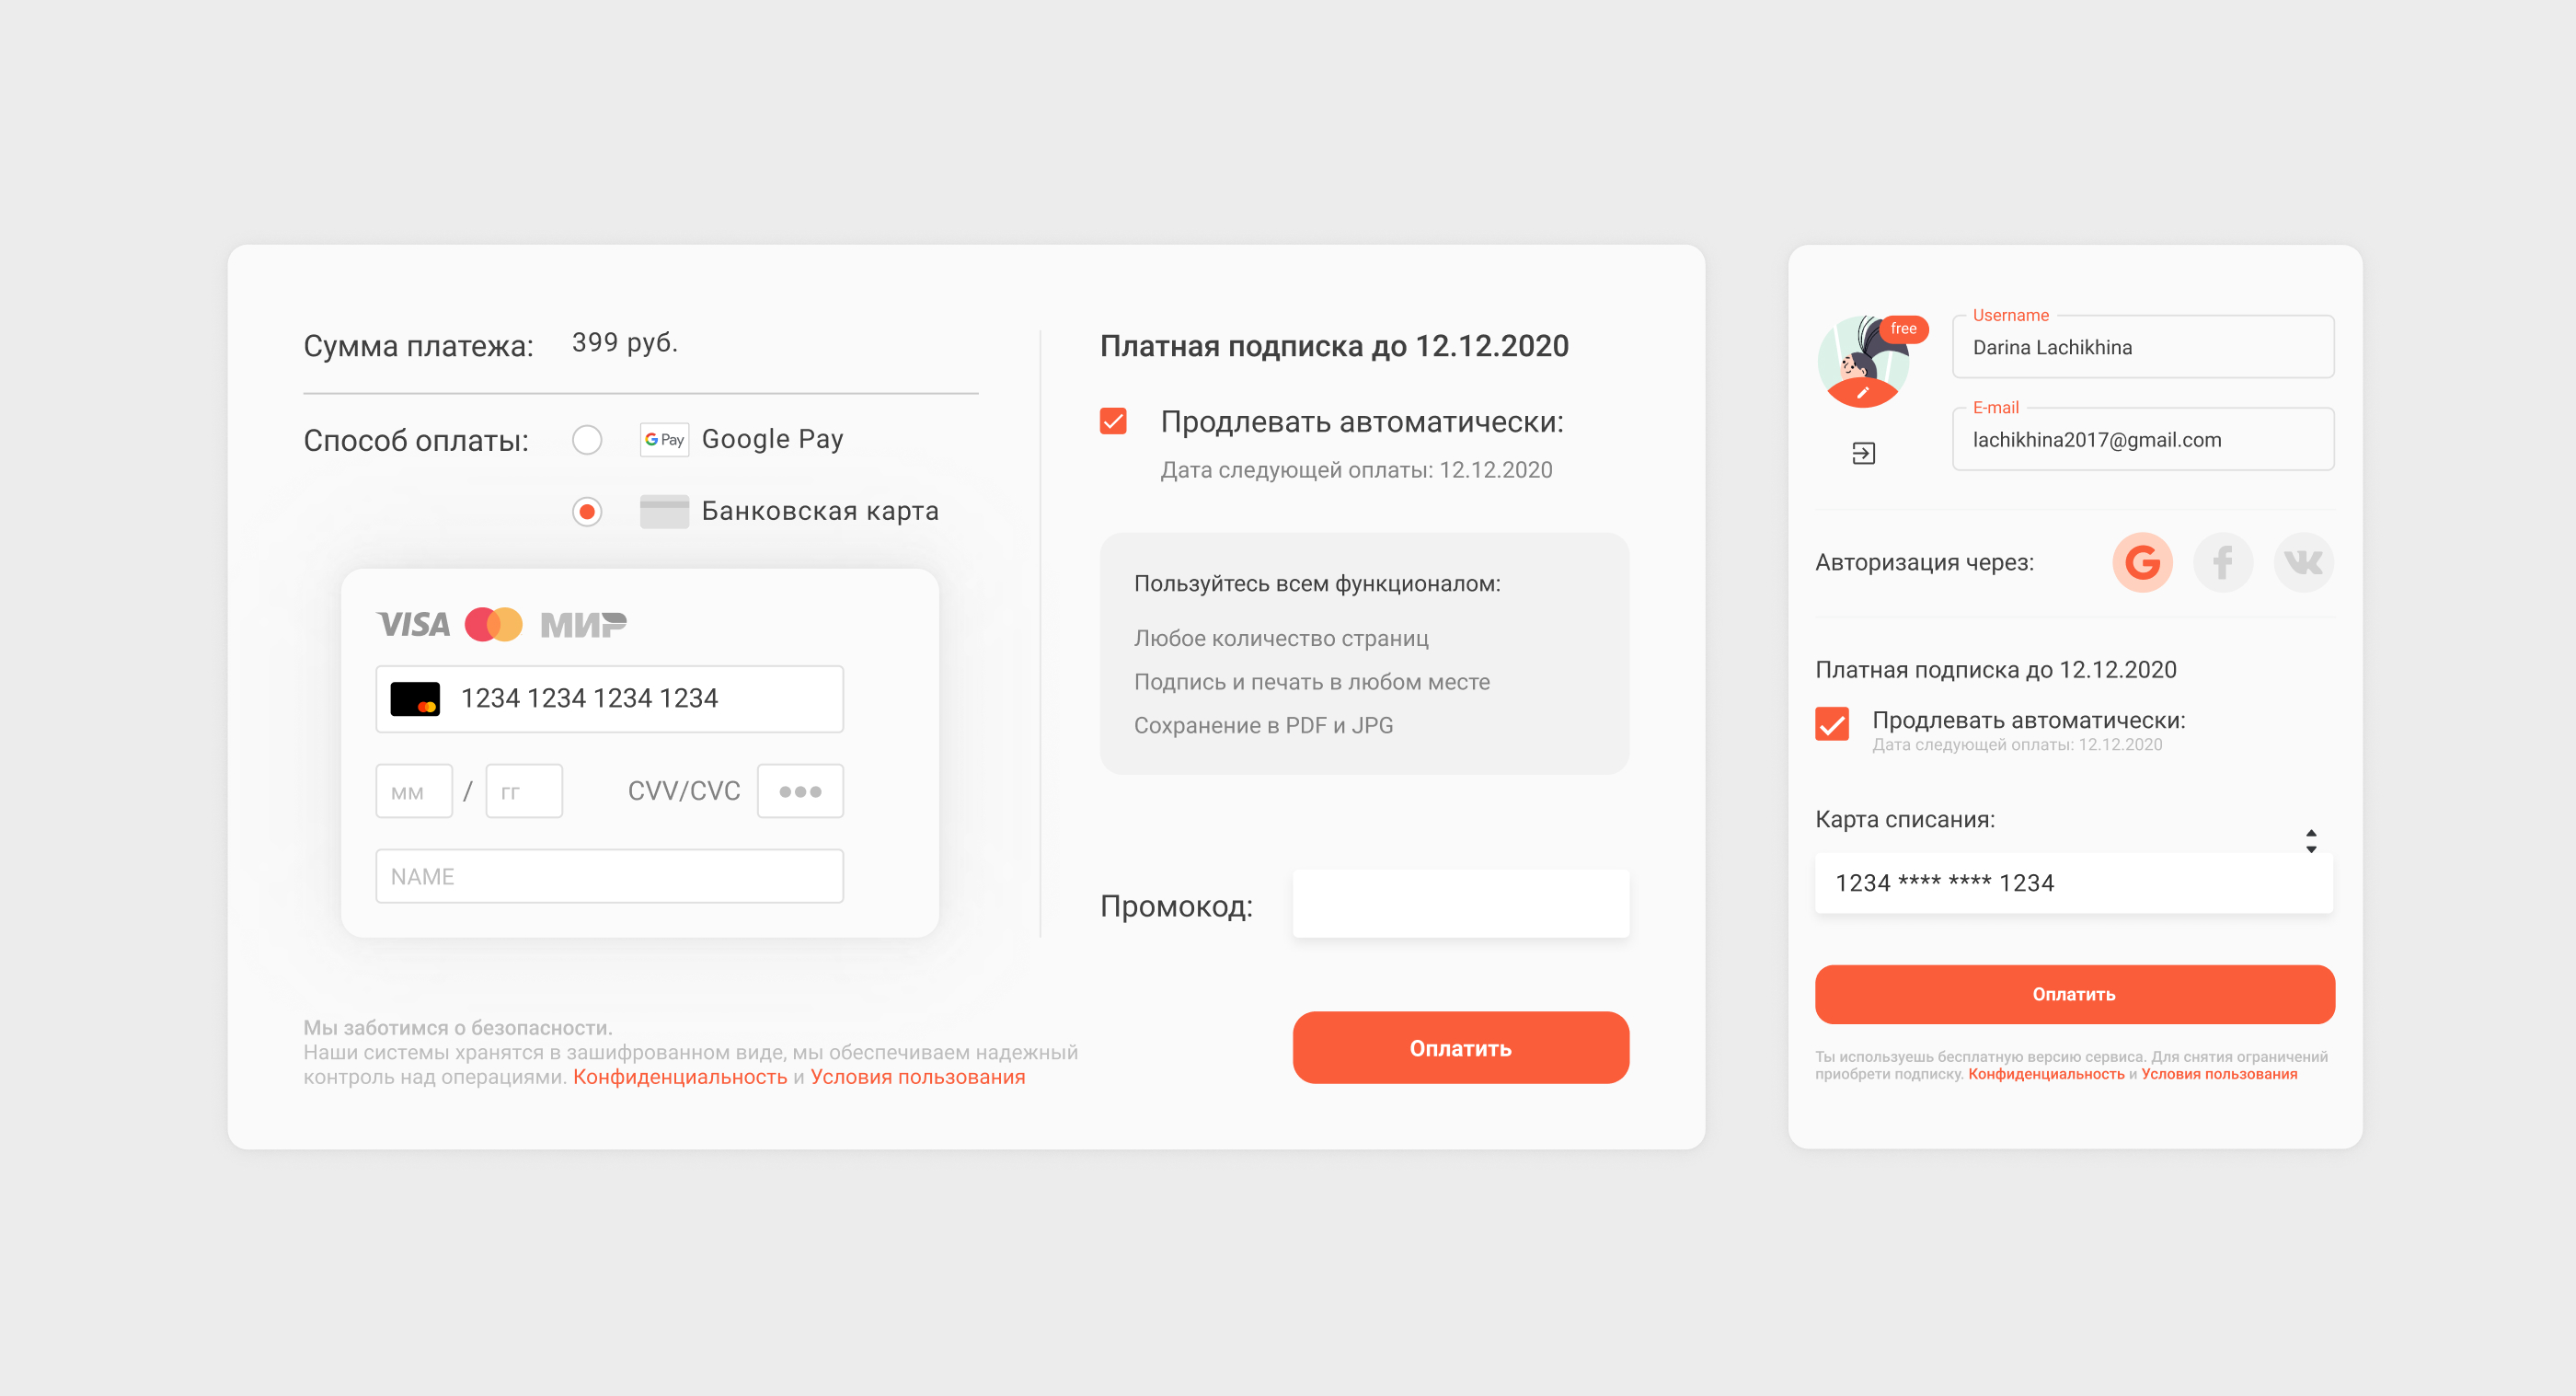 Сумма платежа: 399 руб.
Способ оплаты:
G Pay Google Pay
Банковская карта
VISA МИР
1234 1234 1234 1234
мм / гг CVV/CVC
NAME
Мы заботимся о безопасности.
Наши системы хранятся в зашифрованном виде, мы обеспечиваем надежный
контроль над операциями. Конфиденциальность и Условия пользования
Платная подписка до 12.12.2020
Продлевать автоматически:
Дата следующей оплаты: 12.12.2020
Пользуйтесь всем функционалом:
Любое количество страниц
Подпись и печать в любом месте
Сохранение в PDF и JPG
Промокод:
Оплатить
free
Username
Darina Lachikhina
E-mail
lachikhina2017@gmail.com
Авторизация через:
Платная подписка до 12.12.2020
Продлевать автоматически:
Дата следующей оплаты: 12.12.2020
Карта списания:
1234 **** **** 1234
Оплатить
Ты используешь бесплатную версию сервиса. Для снятия ограничений
приобрети подписку. Конфиденциальность и Условия пользования